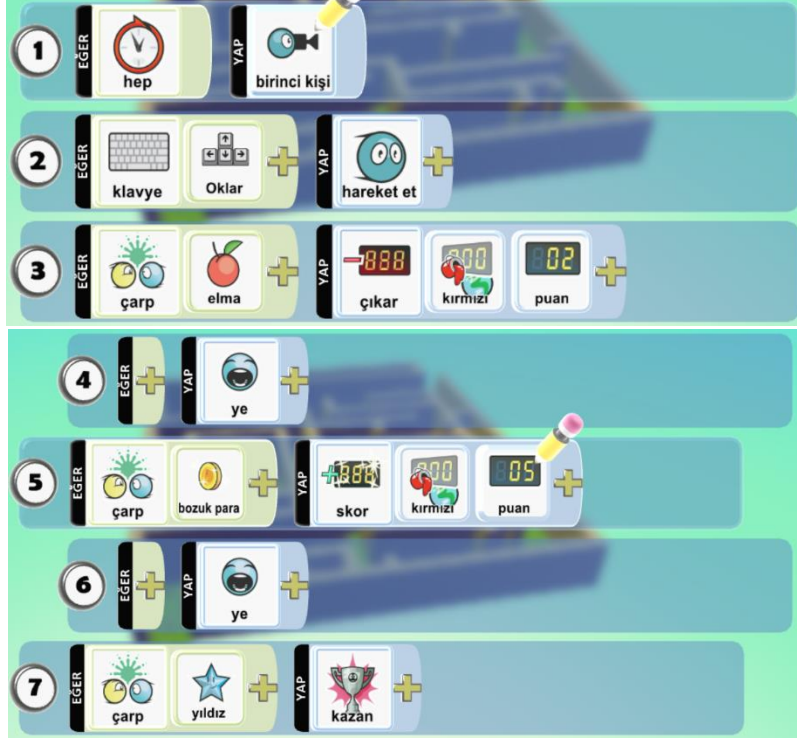 1 EĞER hep YAP birinci kişi
2 EĞER klavye Oklar YAP hareket et
3 EĞER çarp elma YAP çıkar kırmızı 02 puan
4 EĞER YAP ye
5 EĞER çarp bozuk para YAP skor kırmızı 05 puan
6 EĞER YAP ye
7 EĞER çarp yıldız YAP kazan